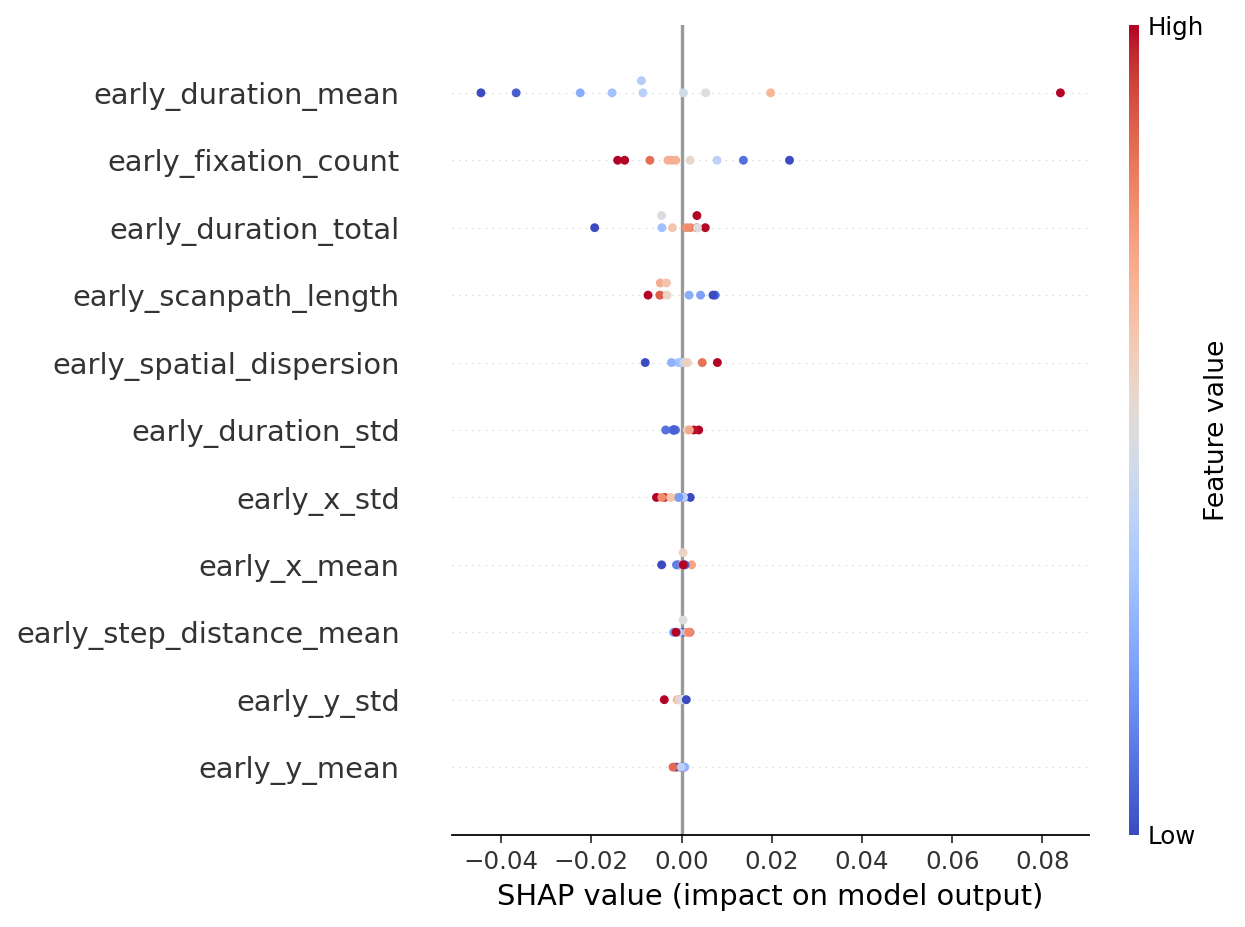 High
early_duration_mean
early_fixation_count
early_duration_total
early_scanpath_length
early_spatial_dispersion
early_duration_std
early_x_std
early_x_mean
early_step_distance_mean
early_y_std
early_y_mean
Feature value
Low
−0.04 −0.02 0.00 0.02 0.04 0.06 0.08
SHAP value (impact on model output)